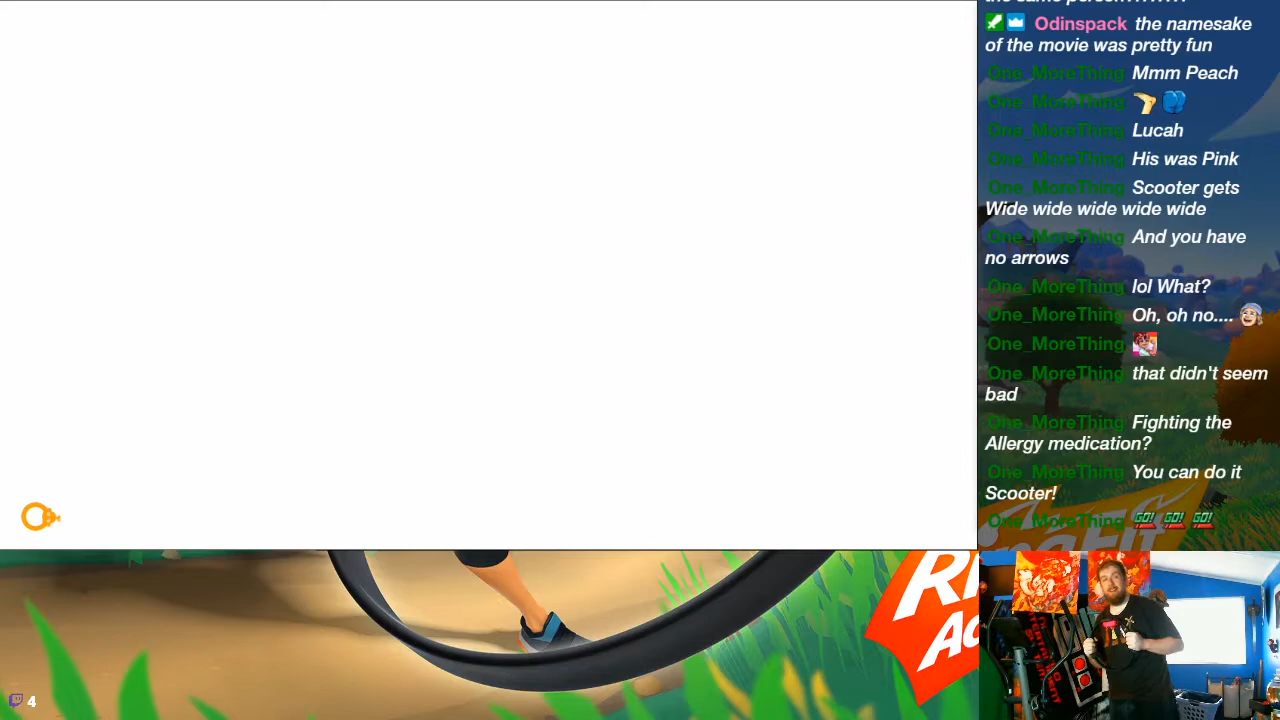 Odinspack the namesake
of the movie was pretty fun
One_MoreThing Mmm Peach
One_MoreThing
One_MoreThing Lucah
One_MoreThing His was Pink
One_MoreThing Scooter gets
Wide wide wide wide wide
One_MoreThing And you have
no arrows
One_MoreThing lol What?
One_MoreThing Oh, oh no....
One_MoreThing
One_MoreThing that didn't seem
bad
One_MoreThing Fighting the
Allergy medication?
One_MoreThing You can do it
Scooter!
One_MoreThing GO! GO! GO!
4